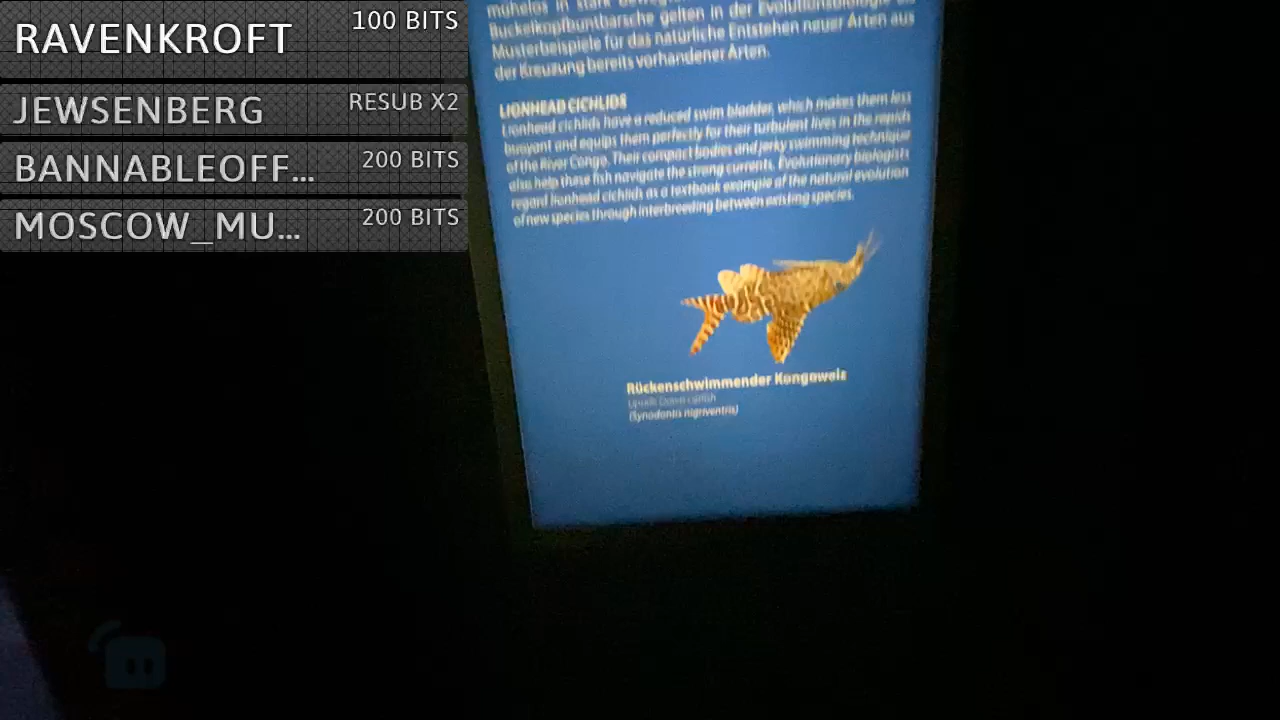 RAVENKROFT 100 BITS
JEWSENBERG RESUB X2
BANNABLEOFF... 200 BITS
MOSCOW_MU... 200 BITS
mühelos in stark
Buckelkopfbuntbarsche gelten in der Evolutionsbiologie als
Musterbeispiele für das natürliche Entstehen neuer Arten aus
der Kreuzung bereits vorhandener Arten.
LIONHEAD CICHLIDS
Lionhead cichlids have a reduced swim bladder, which makes them less
buoyant and equips them perfectly for their turbulent lives in the rapids
of the River Congo. Their compact bodies and jerky swimming technique
also help these fish navigate the strong currents. Evolutionary biologists
regard lionhead cichlids as a textbook example of the natural evolution
of new species through interbreeding between existing species.
Rückenschwimmender Kongowels
Upside Down catfish
(Synodontis nigriventris)